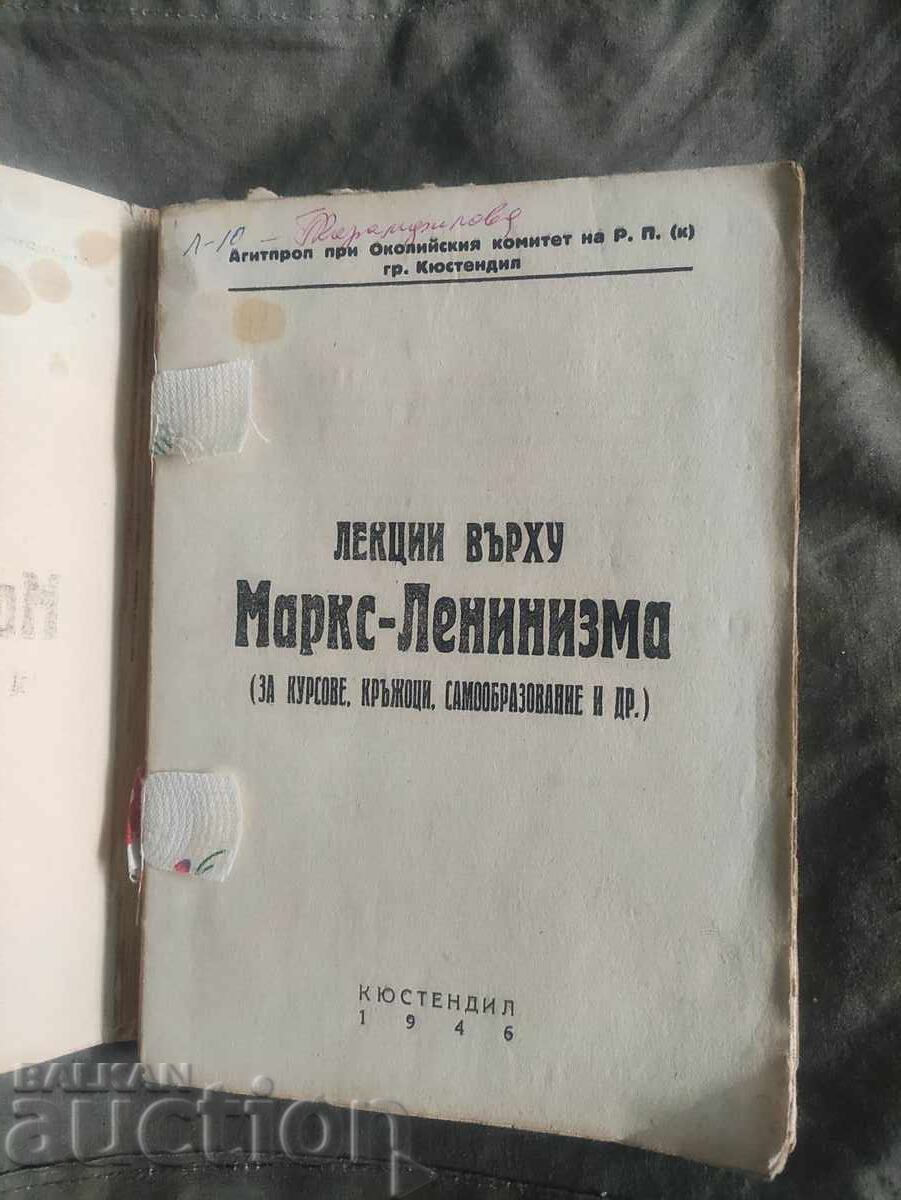 Л-10 -
Агитпроп при Околийския комитет на Р. П. (к)
гр. Кюстендил
ЛЕКЦИИ ВЪРХУ
Маркс-Ленинизма
(ЗА КУРСОВЕ, КРЪЖОЦИ, САМООБРАЗОВАНИЕ И ДР.)
КЮСТЕНДИЛ
1946
BALKAN
auction